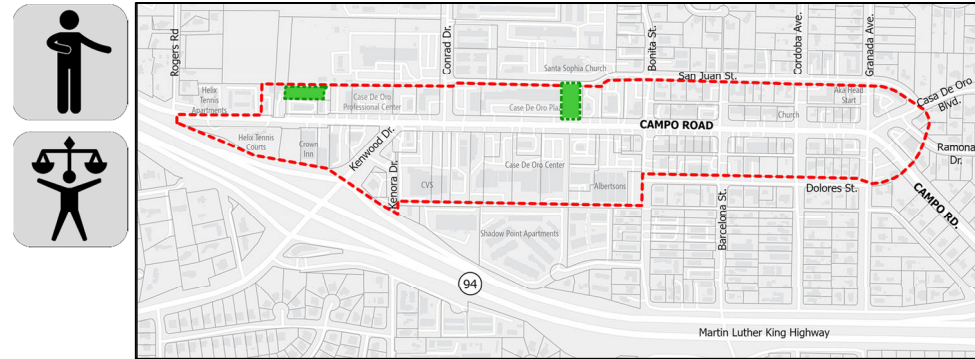 Rogers Rd
Conrad Dr.
Bonita St.
Cordoba Ave.
Granada Ave.
Santa Sophia Church
San Juan St.
Helix
Tennis
Apartments
Case De Oro
Professional Center
Case De Oro Pla
Aka Head
Start
Casa De Oro
Blvd.
CAMPO ROAD
Church
Helix Tennis
Courts
Crown
Inn
Kenwood Dr.
Ramona
Dr.
Case De Oro Center
Kenora Dr.
CVS
Albertsons
Dolores St.
CAMPO RD.
Barcelona St.
Shadow Point Apartments
94
Martin Luther King Highway